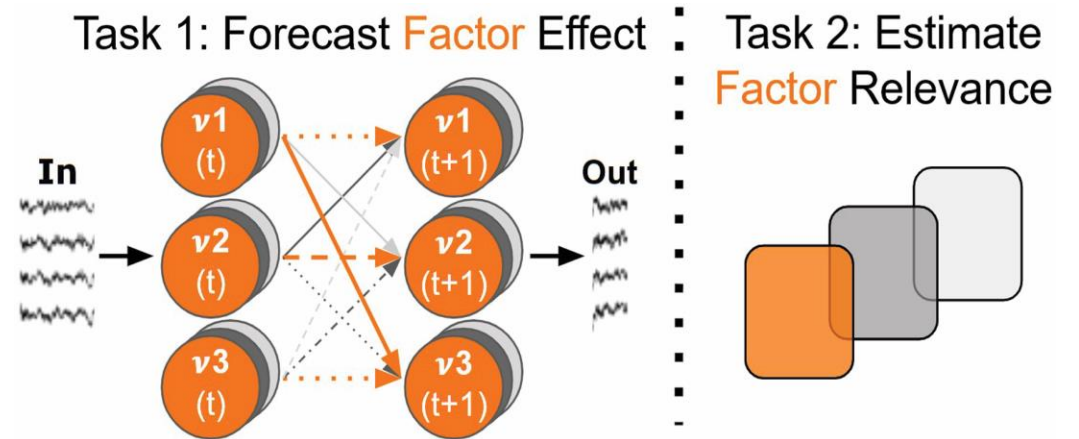 Task 1: Forecast Factor Effect
Task 2: Estimate
Factor Relevance
In
ν1
(t)
ν2
(t)
ν3
(t)
ν1
(t+1)
ν2
(t+1)
ν3
(t+1)
Out